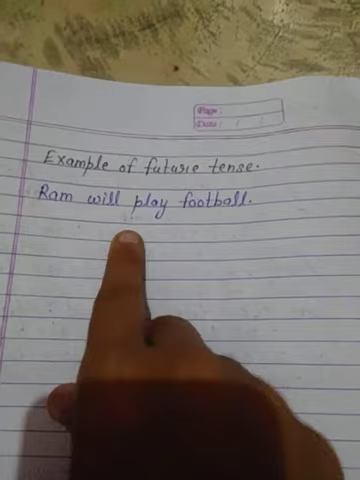 Page:
Date: / /
Example of future tense.
Ram will play football.